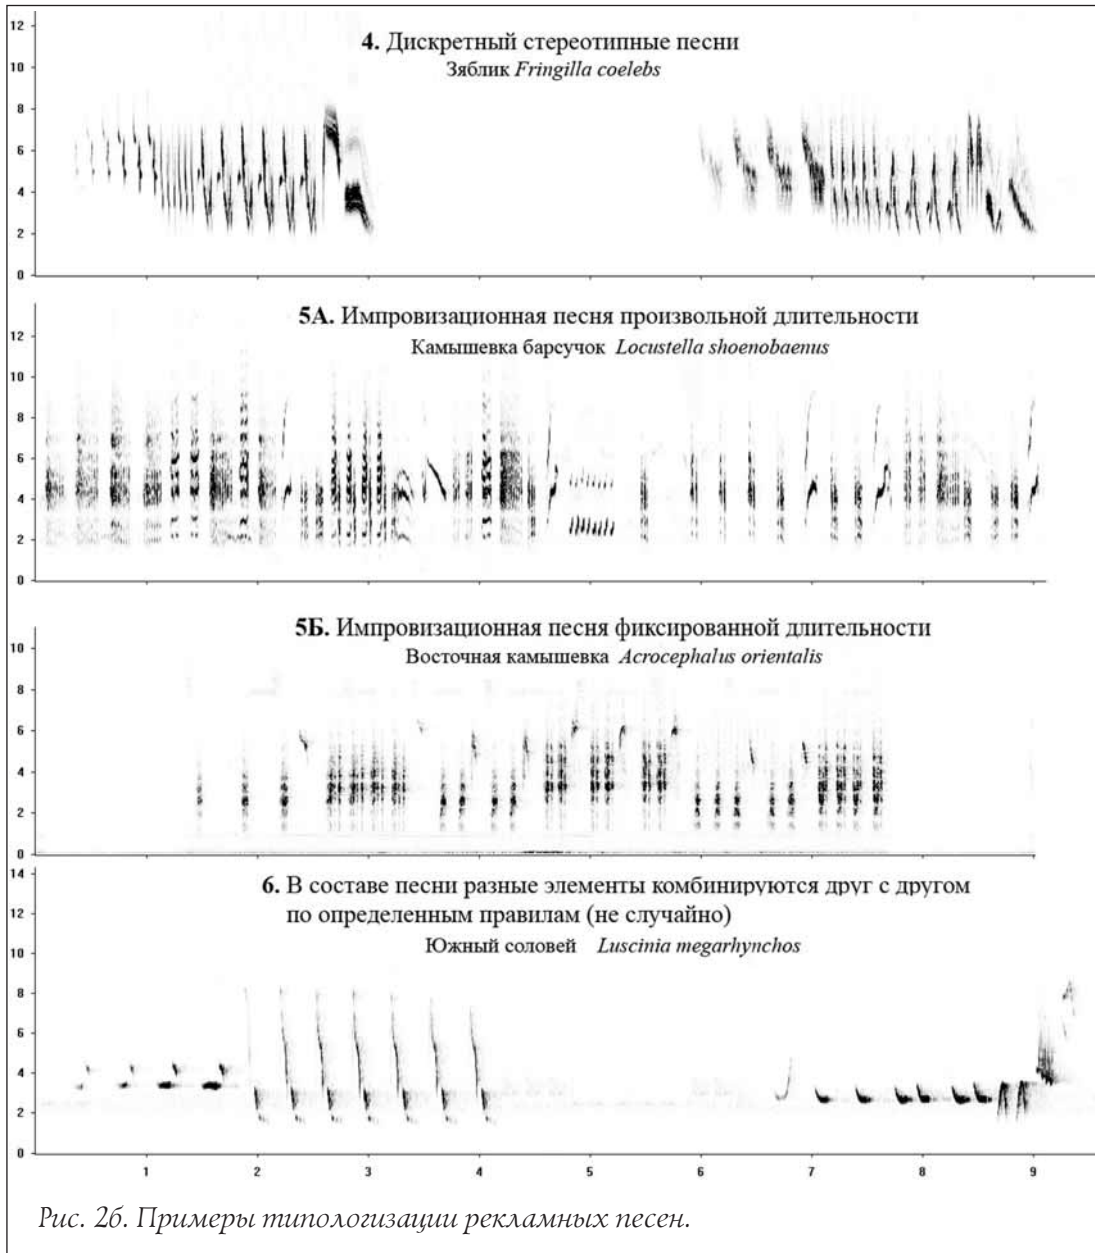 12
10
8
6
4
2
0
4. Дискретный стереотипные песни
Зяблик Fringilla coelebs
12
10
8
6
4
2
0
5А. Импровизационная песня произвольной длительности
Камышевка барсучок Locustella shoenobaenus
10
8
6
4
2
0
5Б. Импровизационная песня фиксированной длительности
Восточная камышевка Acrocephalus orientalis
14
12
10
8
6
4
2
0
6. В составе песни разные элементы комбинируются друг с другом
по определенным правилам (не случайно)
Южный соловей Luscinia megarhynchos
1 2 3 4 5 6 7 8 9
Рис. 2б. Примеры типологизации рекламных песен.